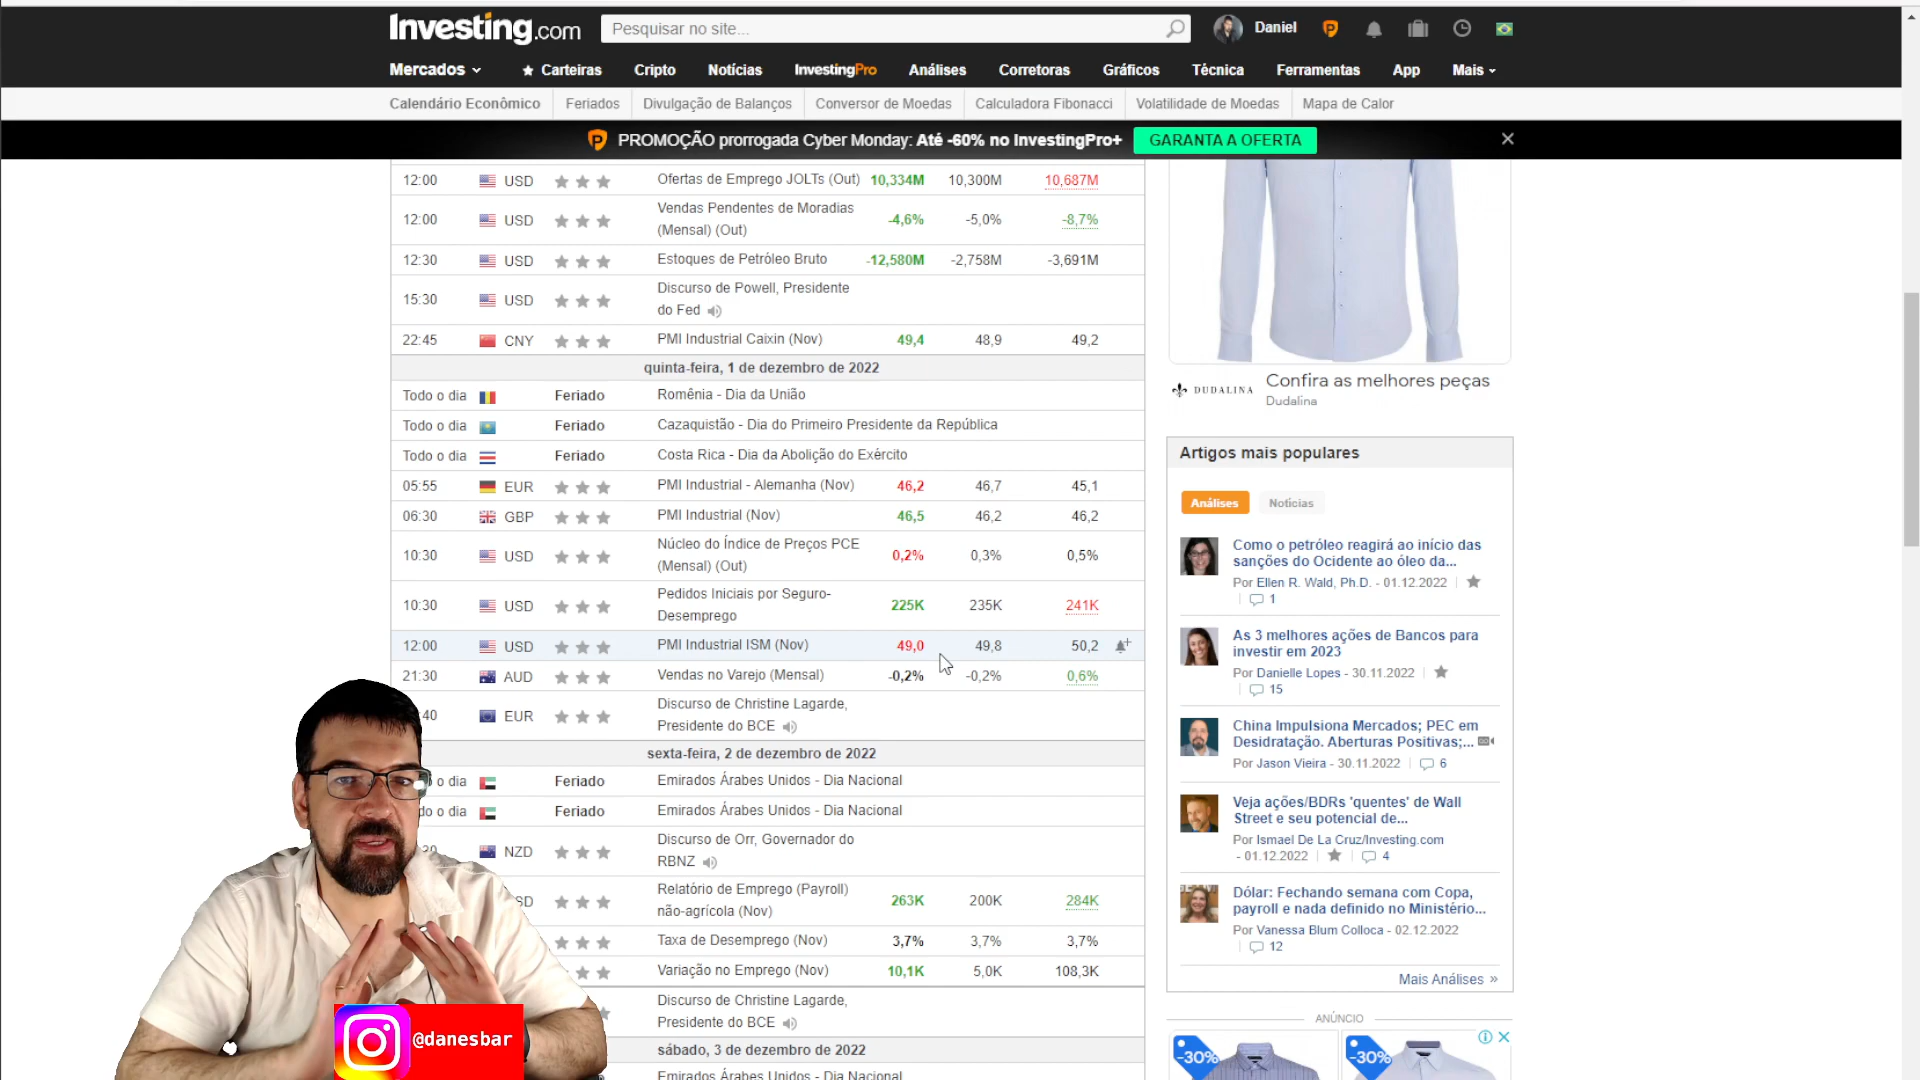 Investing.com
Pesquisar no site...
Daniel
Mercados
Carteiras
Cripto
Notícias
InvestingPro
Análises
Corretoras
Gráficos
Técnica
Ferramentas
App
Mais
Calendário Econômico
Feriados
Divulgação de Balanços
Conversor de Moedas
Calculadora Fibonacci
Volatilidade de Moedas
Mapa de Calor
PROMOÇÃO prorrogada Cyber Monday: Até -60% no InvestingPro+
GARANTA A OFERTA
12:00 USD Ofertas de Emprego JOLTs (Out) 10,334M 10,300M 10,687M
12:00 USD Vendas Pendentes de Moradias -4,6% -5,0% -8,7%
(Mensal) (Out)
12:30 USD Estoques de Petróleo Bruto -12,580M -2,758M -3,691M
15:30 USD Discurso de Powell, Presidente
do Fed
22:45 CNY PMI Industrial Caixin (Nov) 49,4 48,9 49,2
quinta-feira, 1 de dezembro de 2022
Todo o dia Feriado Romênia - Dia da União
Todo o dia Feriado Cazaquistão - Dia do Primeiro Presidente da República
Todo o dia Feriado Costa Rica - Dia da Abolição do Exército
05:55 EUR PMI Industrial - Alemanha (Nov) 46,2 46,7 45,1
06:30 GBP PMI Industrial (Nov) 46,5 46,2 46,2
10:30 USD Núcleo do Índice de Preços PCE 0,2% 0,3% 0,5%
(Mensal) (Out)
10:30 USD Pedidos Iniciais por Seguro- 225K 235K 241K
Desemprego
12:00 USD PMI Industrial ISM (Nov) 49,0 49,8 50,2
21:30 AUD Vendas no Varejo (Mensal) -0,2% -0,2% 0,6%
40 EUR Discurso de Christine Lagarde,
Presidente do BCE
sexta-feira, 2 de dezembro de 2022
o dia Feriado Emirados Árabes Unidos - Dia Nacional
do o dia Feriado Emirados Árabes Unidos - Dia Nacional
NZD Discurso de Orr, Governador do
RBNZ
SD Relatório de Emprego (Payroll) 263K 200K 284K
não-agrícola (Nov)
Taxa de Desemprego (Nov) 3,7% 3,7% 3,7%
Variação no Emprego (Nov) 10,1K 5,0K 108,3K
Discurso de Christine Lagarde,
Presidente do BCE
sábado, 3 de dezembro de 2022
Emirados Árabes Unidos - Dia Nacional
@danesbar
DUDALINA
Confira as melhores peças
Dudalina
Artigos mais populares
Análises
Notícias
Como o petróleo reagirá ao início das
sanções do Ocidente ao óleo da...
Por Ellen R. Wald, Ph.D. - 01.12.2022
1
As 3 melhores ações de Bancos para
investir em 2023
Por Danielle Lopes - 30.11.2022
15
China Impulsiona Mercados; PEC em
Desidratação. Aberturas Positivas;...
Por Jason Vieira - 30.11.2022 6
Veja ações/BDRs 'quentes' de Wall
Street e seu potencial de...
Por Ismael De La Cruz/Investing.com
- 01.12.2022 4
Dólar: Fechando semana com Copa,
payroll e nada definido no Ministério...
Por Vanessa Blum Colloca - 02.12.2022
12
Mais Análises »
ANÚNCIO
-30%
-30%